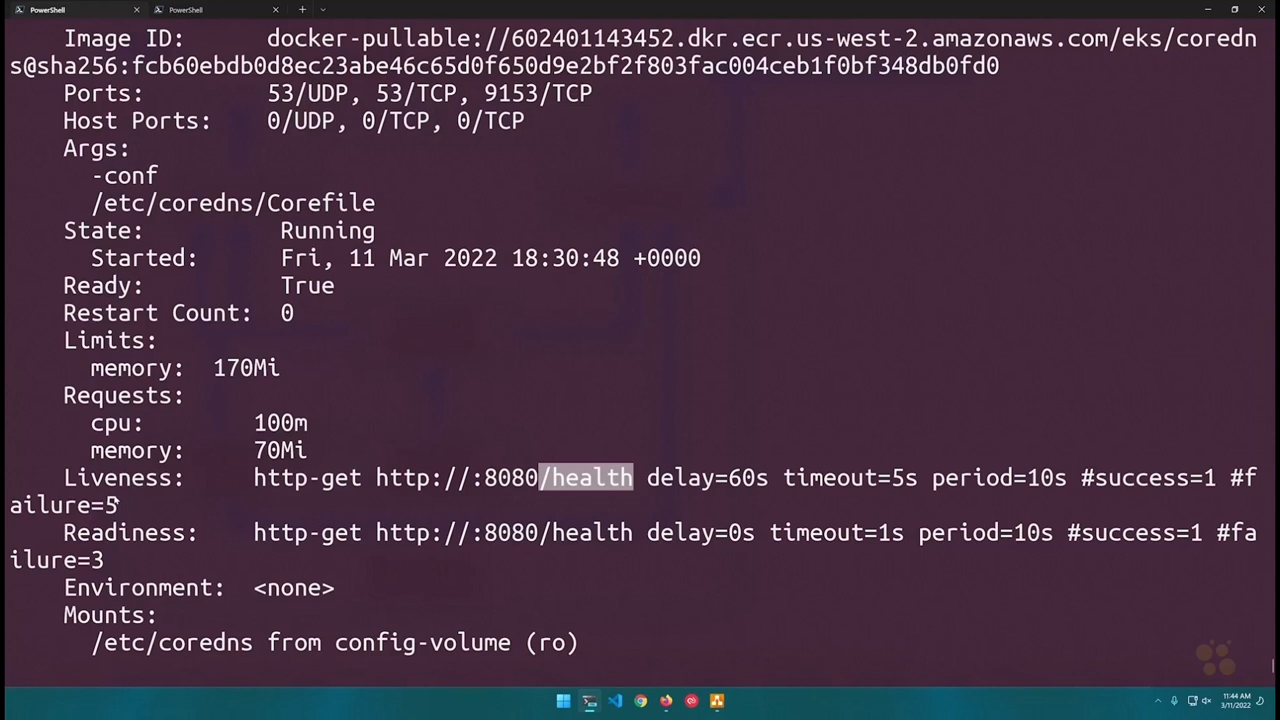 PowerShell
PowerShell
Image ID: docker-pullable://602401143452.dkr.ecr.us-west-2.amazonaws.com/eks/coredn
s@sha256:fcb60ebdb0d8ec23abe46c65d0f650d9e2bf2f803fac004ceb1f0bf348db0fd0
Ports: 53/UDP, 53/TCP, 9153/TCP
Host Ports: 0/UDP, 0/TCP, 0/TCP
Args:
-conf
/etc/coredns/Corefile
State: Running
Started: Fri, 11 Mar 2022 18:30:48 +0000
Ready: True
Restart Count: 0
Limits:
memory: 170Mi
Requests:
cpu: 100m
memory: 70Mi
Liveness: http-get http://:8080/health delay=60s timeout=5s period=10s #success=1 #f
ailure=5
Readiness: http-get http://:8080/health delay=0s timeout=1s period=10s #success=1 #fa
ilure=3
Environment: <none>
Mounts:
/etc/coredns from config-volume (ro)
11:44 AM
3/11/2022